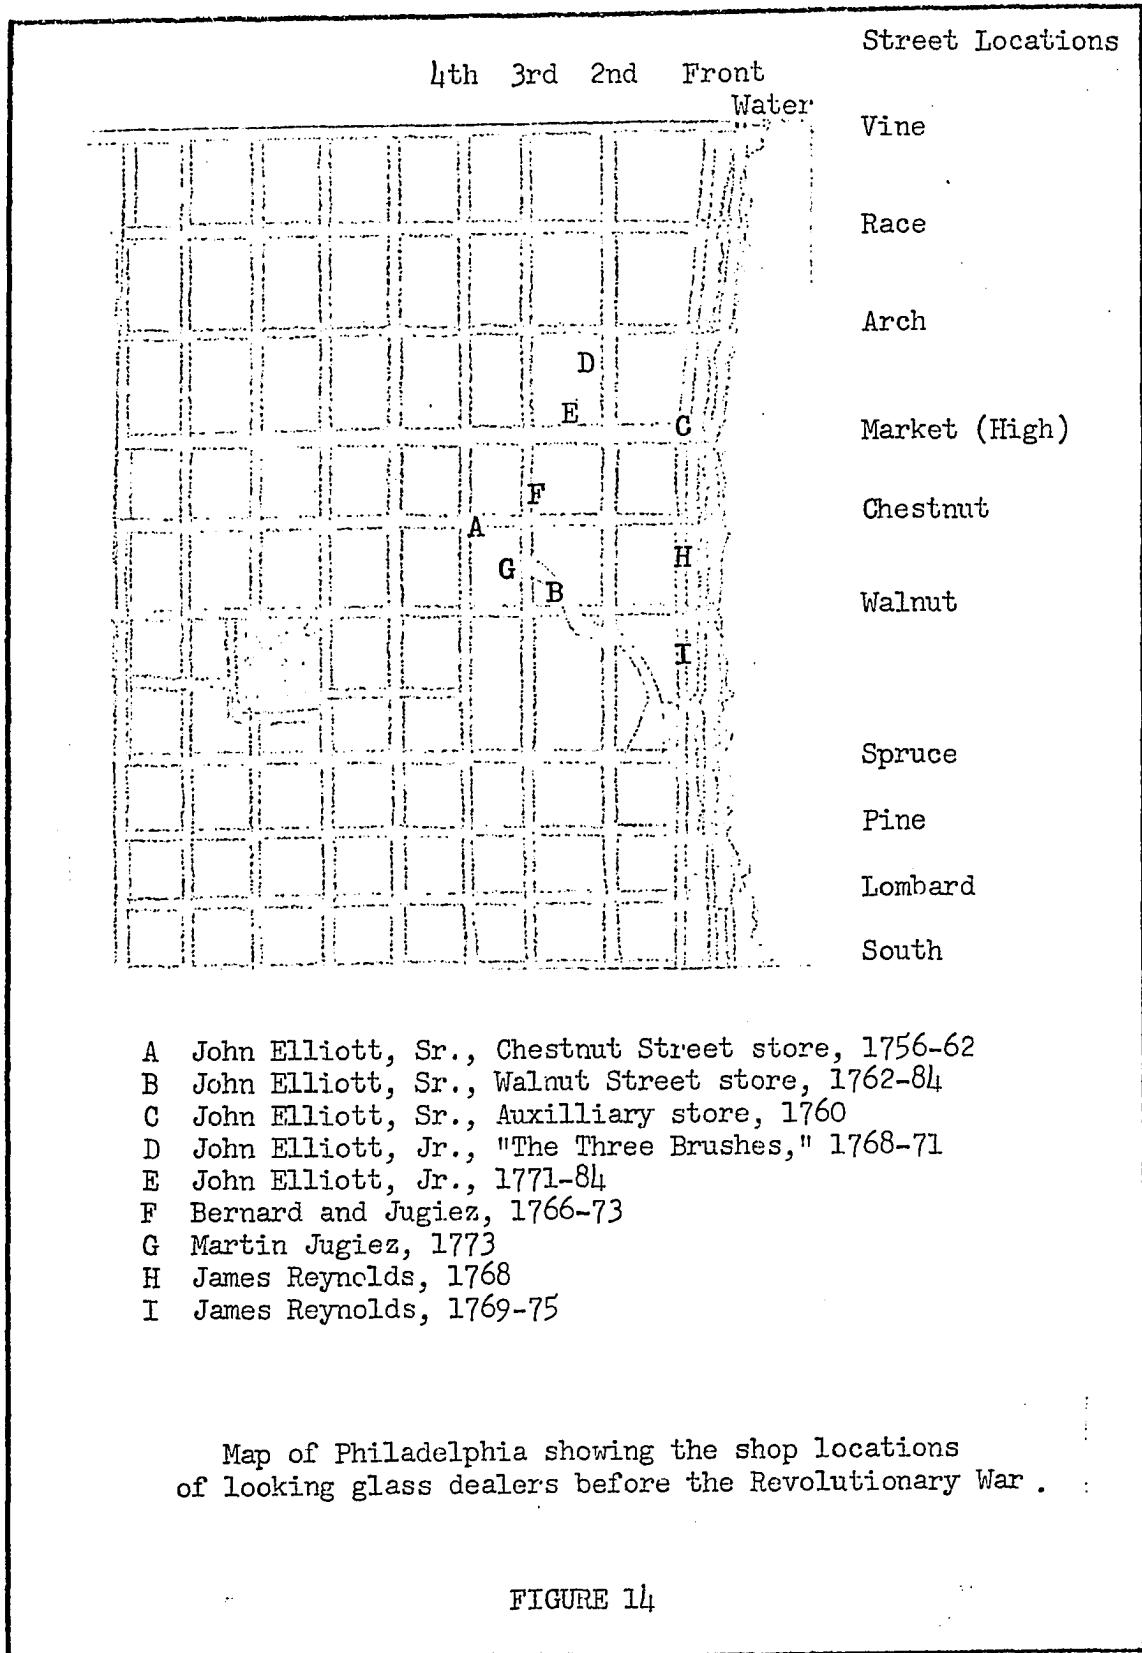 Street Locations
4th 3rd 2nd Front
Water
Vine
Race
Arch
D
E
C
Market (High)
F
Chestnut
A
H
G
B
Walnut
I
Spruce
Pine
Lombard
South
A John Elliott, Sr., Chestnut Street store, 1756-62
B John Elliott, Sr., Walnut Street store, 1762-84
C John Elliott, Sr., Auxilliary store, 1760
D John Elliott, Jr., "The Three Brushes," 1768-71
E John Elliott, Jr., 1771-84
F Bernard and Jugiez, 1766-73
G Martin Jugiez, 1773
H James Reynolds, 1768
I James Reynolds, 1769-75
Map of Philadelphia showing the shop locations
of looking glass dealers before the Revolutionary War .
FIGURE 14